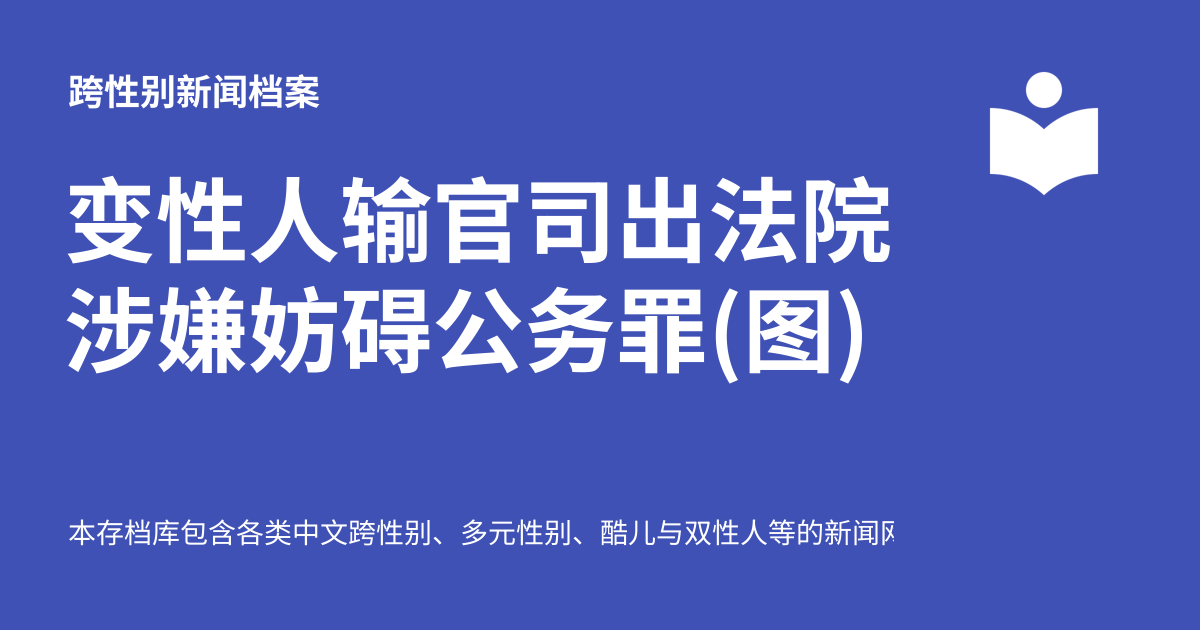 跨性别新闻档案
变性人输官司出法院
涉嫌妨碍公务罪(图)
本存档库包含各类中文跨性别、多元性别、酷儿与双性人等的新闻